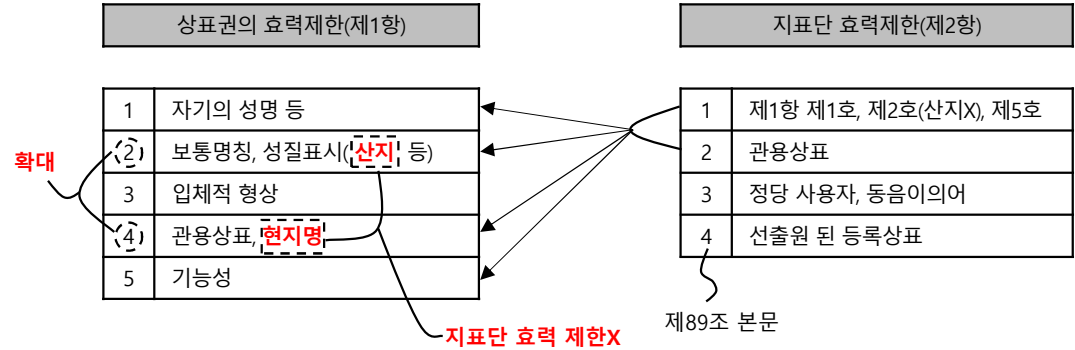 상표권의 효력제한(제1항)
지표단 효력제한(제2항)
1 자기의 성명 등
2 보통명칭, 성질표시(산지 등)
3 입체적 형상
4 관용상표, 현지명
5 기능성
확대
1 제1항 제1호, 제2호(산지X), 제5호
2 관용상표
3 정당 사용자, 동음이의어
4 선출원 된 등록상표
제89조 본문
지표단 효력 제한X